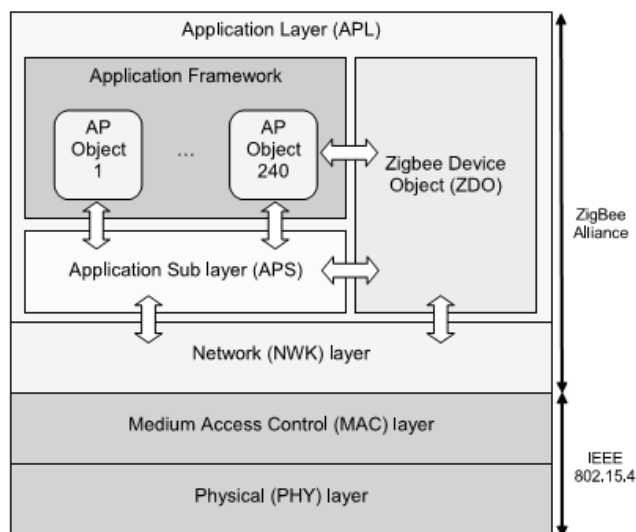 Application Layer (APL)
Application Framework
AP
Object
1
...
AP
Object
240
Zigbee Device
Object (ZDO)
Application Sub layer (APS)
Network (NWK) layer
Medium Access Control (MAC) layer
Physical (PHY) layer
ZigBee
Alliance
IEEE
802.15.4